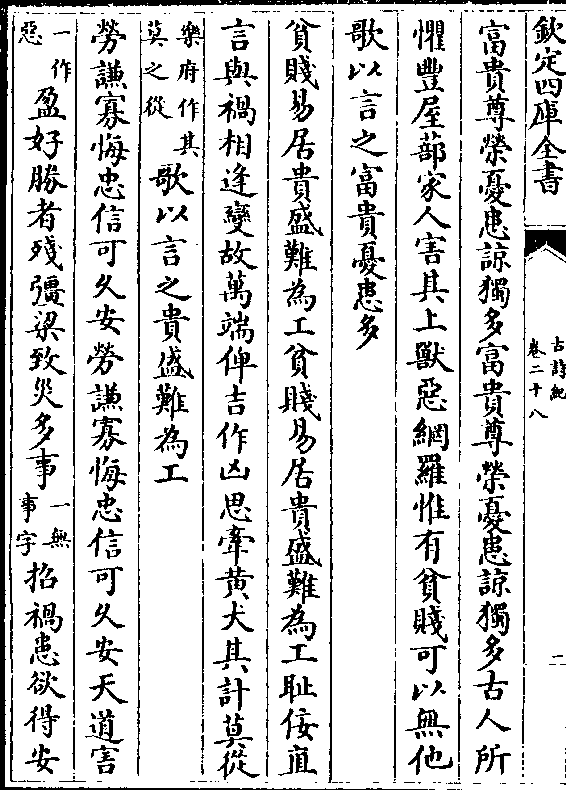 欽定四庫全書
古詩紀
卷二十八
二
富貴尊榮憂患諒獨多富貴尊榮憂患諒獨多古人所
懼豐屋蔀家人害其上獸惡網羅惟有貧賤可以無他
歌以言之富貴憂患多
貧賤易居貴盛難為工貧賤易居貴盛難為工耻佞直
言與禍相逢變故萬端俾吉作凶思牽黄犬其計莫從
樂府作其
莫之從
歌以言之貴盛難為工
勞謙寡悔忠信可久安勞謙寡悔忠信可久安天道害
一作
惡
盈好勝者殘彊梁致災多事
一無
事字
招禍患欲得安